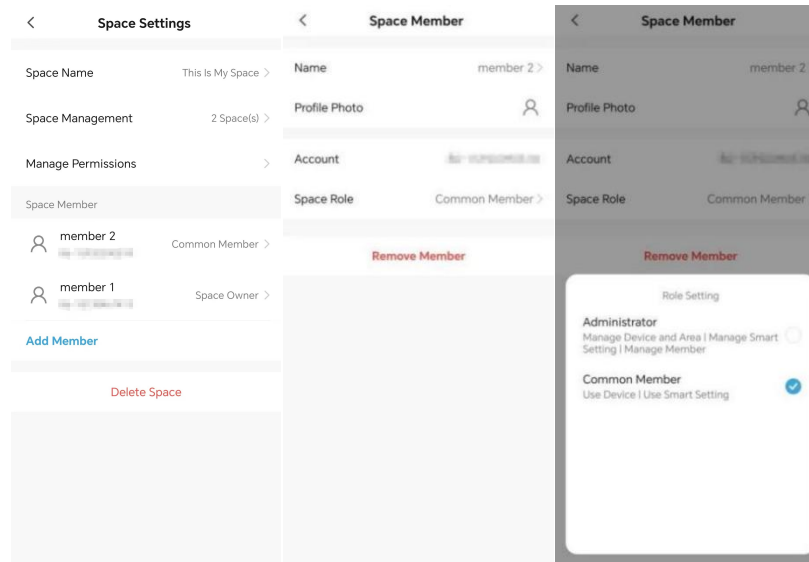 Space Settings
Space Name This Is My Space
Space Management 2 Space(s)
Manage Permissions
Space Member
member 2
Common Member
member 1
Space Owner
Add Member
Delete Space
Space Member
Name member 2
Profile Photo
Account
Space Role Common Member
Remove Member
Space Member
Name member 2
Profile Photo
Account
Space Role Common Member
Remove Member
Role Setting
Administrator
Manage Device and Area | Manage Smart
Setting | Manage Member
Common Member
Use Device | Use Smart Setting